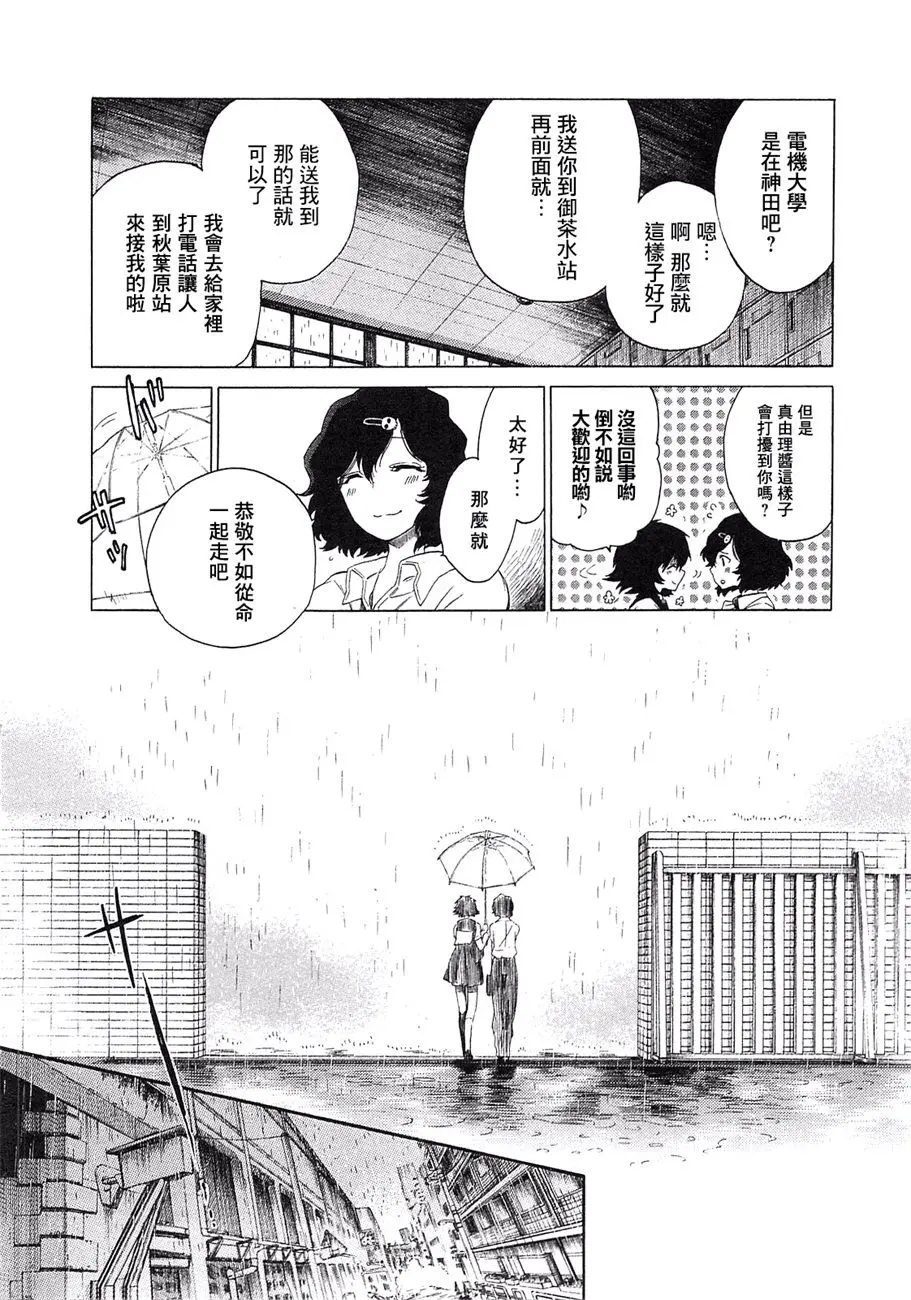 電機大學
是在神田吧?
嗯…
啊 那麼就
這樣子好了
我送你到御茶水站
再前面就…
能送我到
那的話就
可以了
我會去給家裡
打電話讓人
到秋葉原站
來接我的啦
但是
真由理醬這樣子
會打擾到你嗎?
沒這回事喲
倒不如說
大歡迎的喲♪
太好了…
那麼就
恭敬不如從命
一起走吧